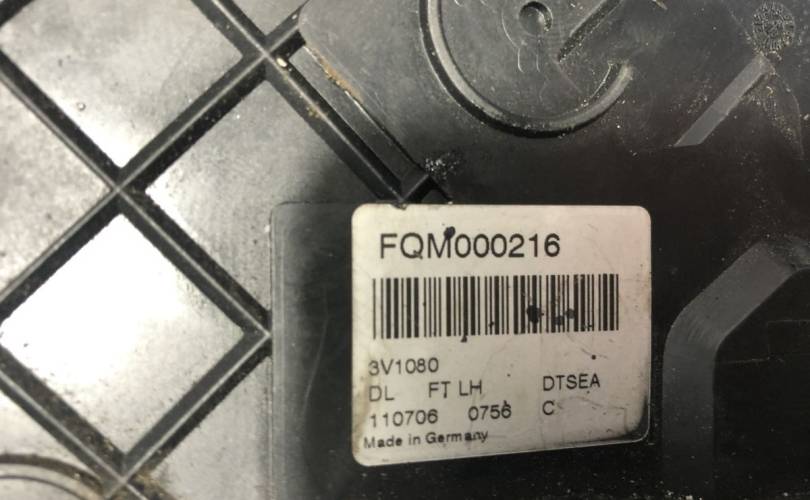 FQM000216
3V1080
DL FT LH DTSEA
110706 0756 C
Made in Germany